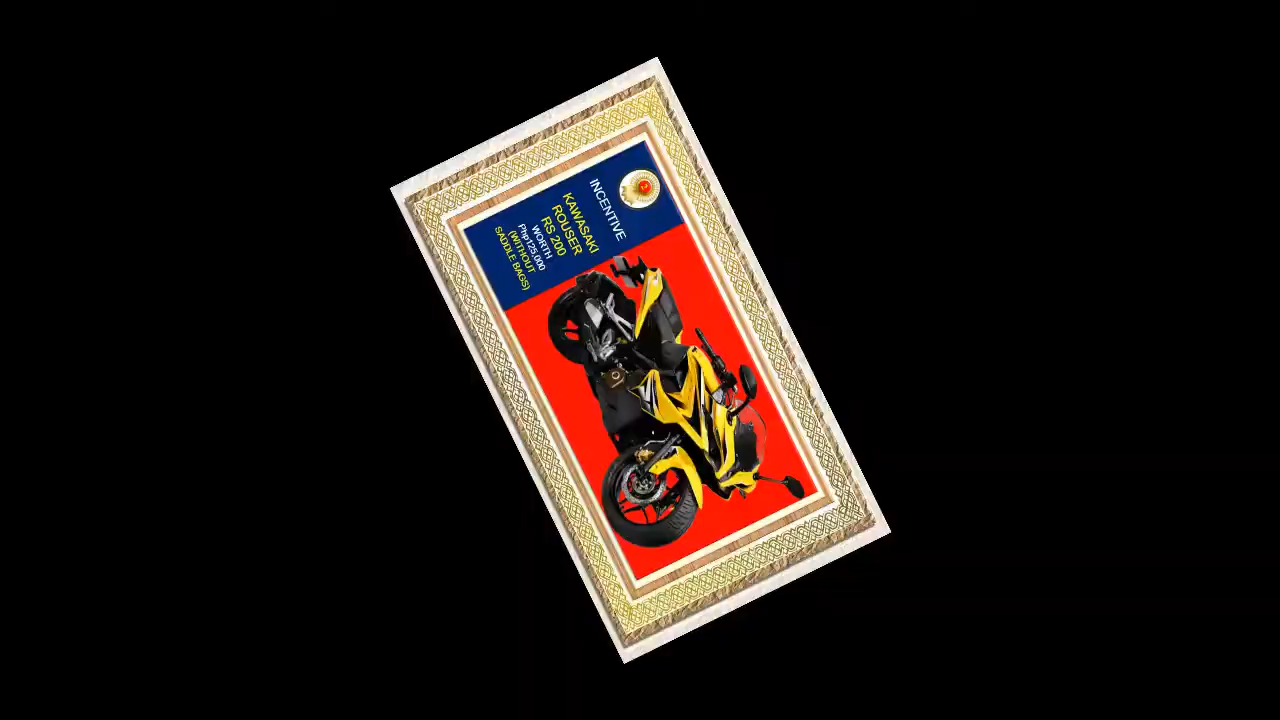 INCENTIVE
KAWASAKI
ROUSER
RS 200
WORTH
Php125,000
(WITHOUT
SADDLE BAGS)